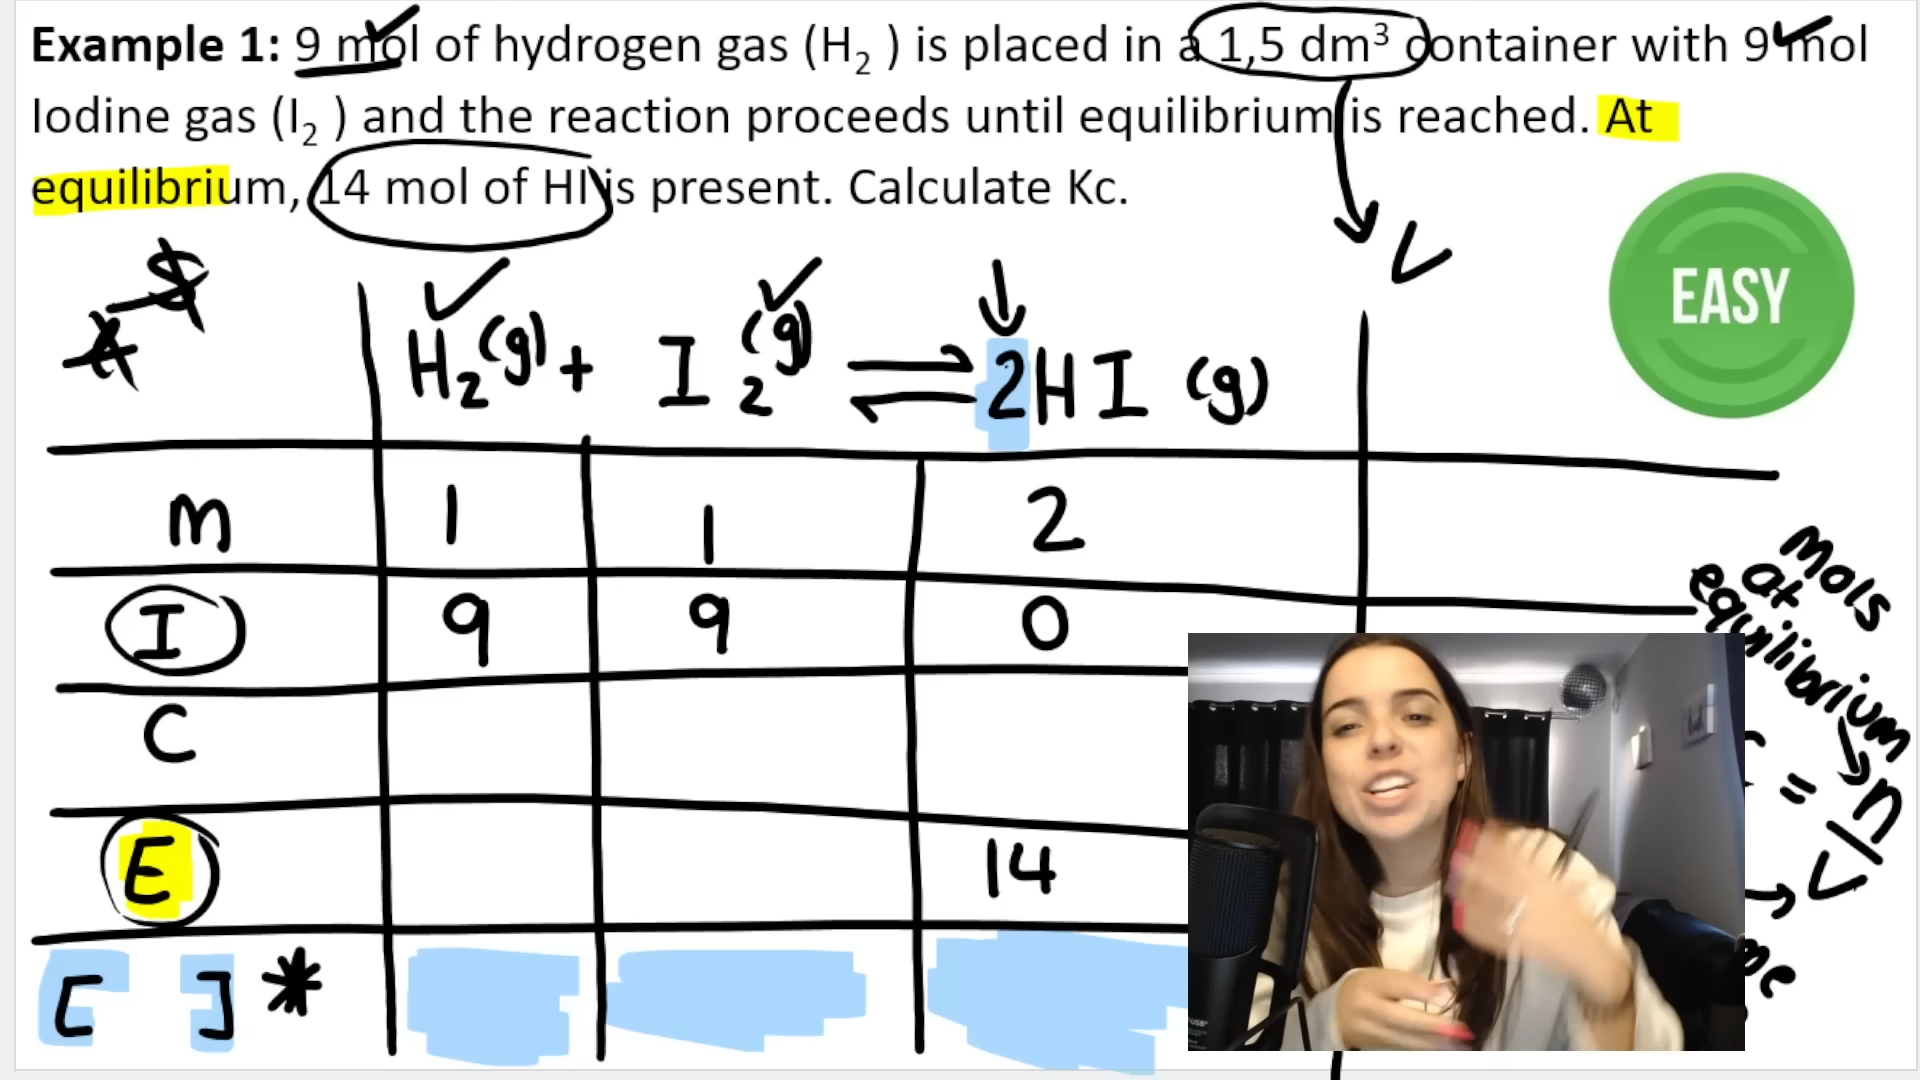 Example 1: 9 mol of hydrogen gas (H2 ) is placed in a 1,5 dm³ container with 9 mol
Iodine gas (I2 ) and the reaction proceeds until equilibrium is reached. At
equilibrium, 14 mol of HI is present. Calculate Kc.
V
EASY
H2(g) + I2(g) ⇌ 2HI (g)
m 1 1 2
I 9 9 0
C
E 14
[ ] *
mols
at
equilibrium
= n
V